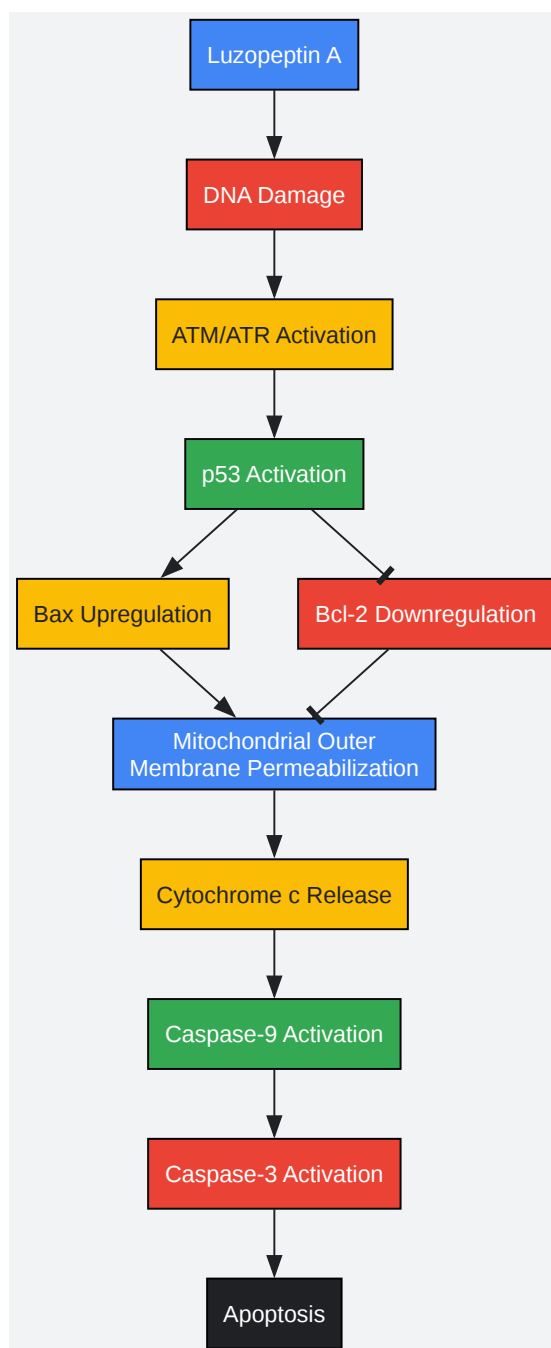 Luzopeptin A
DNA Damage
ATM/ATR Activation
p53 Activation
Bax Upregulation
Bcl-2 Downregulation
Mitochondrial Outer
Membrane Permeabilization
Cytochrome c Release
Caspase-9 Activation
Caspase-3 Activation
Apoptosis